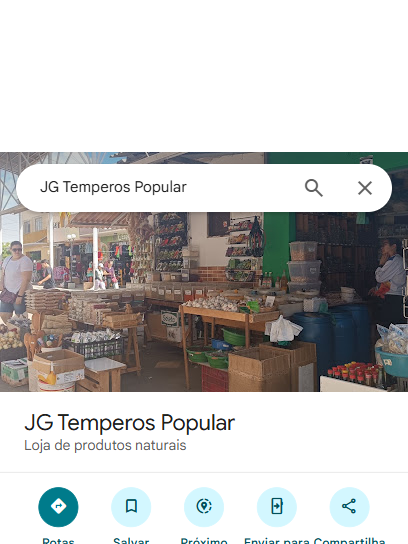 JG Temperos Popular
JG Temperos Popular
Loja de produtos naturais
Rotas
Salvar
Próximo
Enviar para
Compartilha